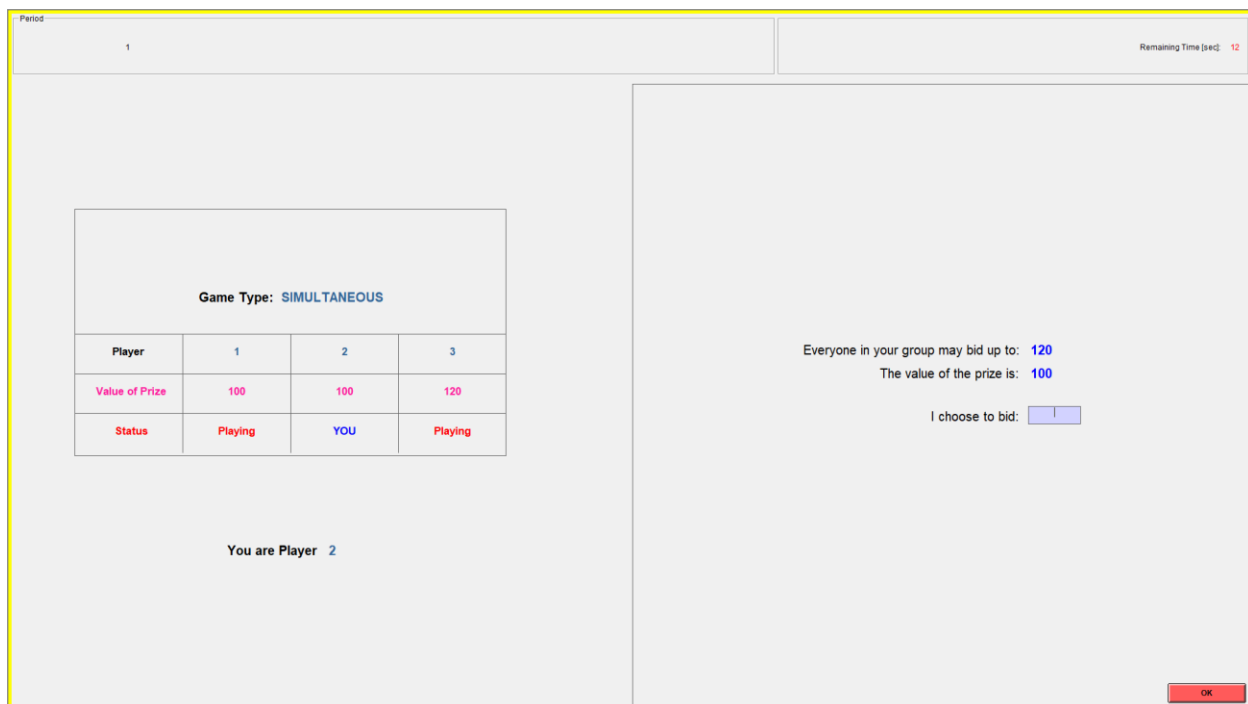 Period
1
Remaining Time [sec]: 12
Game Type: SIMULTANEOUS
Player 1 2 3
Value of Prize 100 100 120
Status Playing YOU Playing
You are Player 2
Everyone in your group may bid up to: 120
The value of the prize is: 100
I choose to bid:
OK